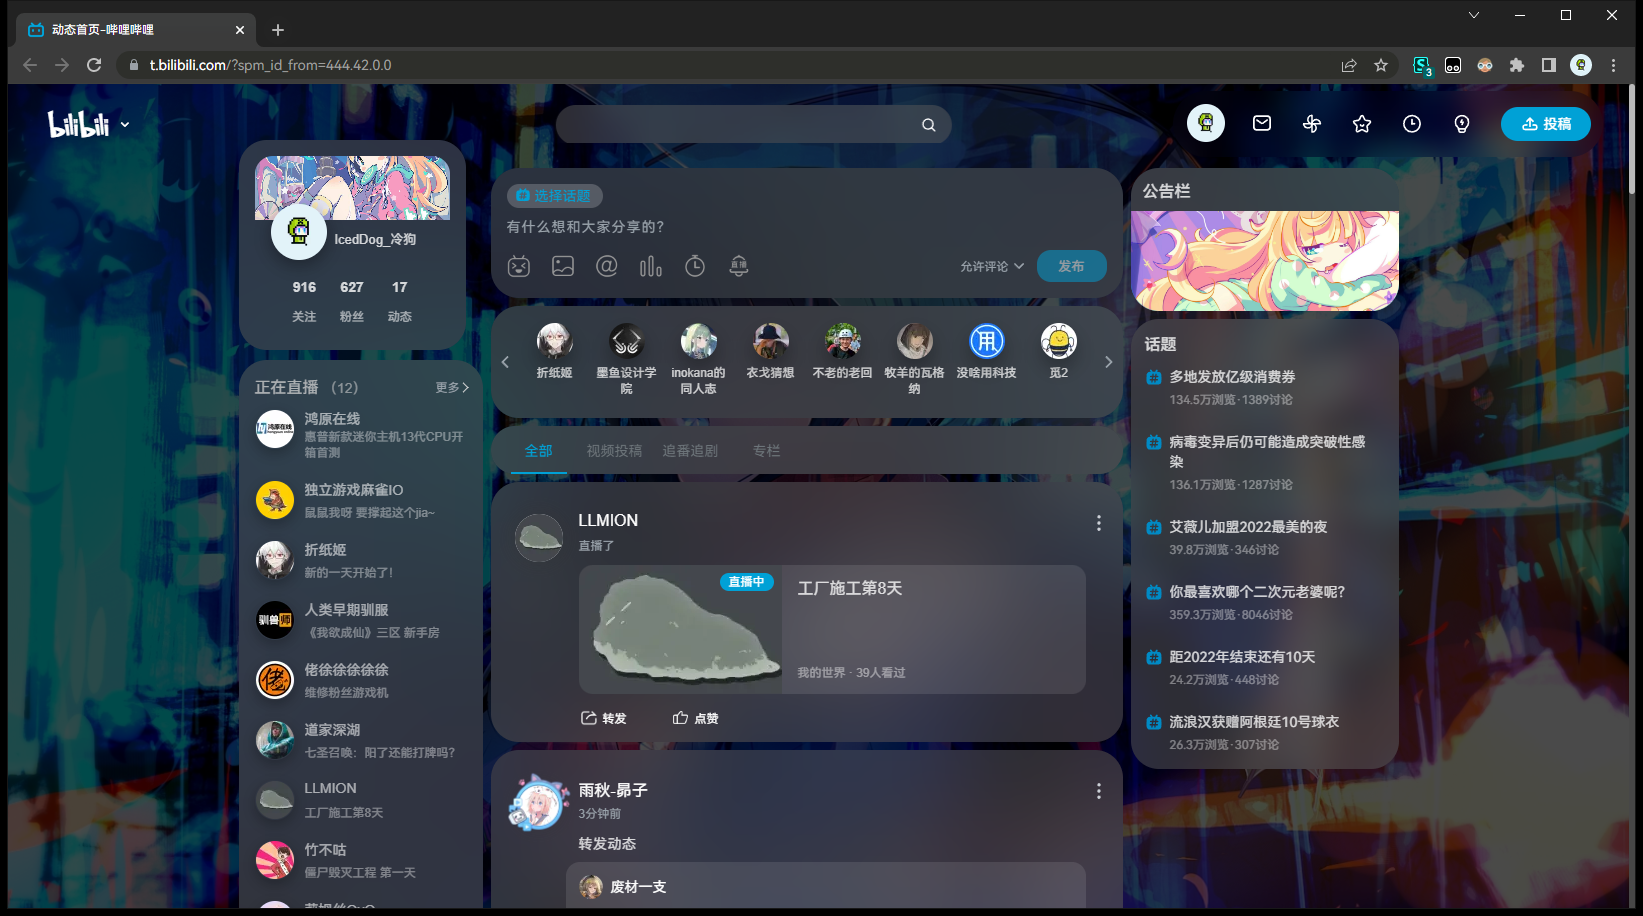 动态首页-哔哩哔哩
t.bilibili.com/?spm_id_from=444.42.0.0
3
bilibili
投稿
IcedDog_冷狗
916 627 17
关注 粉丝 动态
正在直播 （12） 更多
鸿原在线
惠普新款迷你主机13代CPU开
箱首测
独立游戏麻雀IO
鼠鼠我呀 要撑起这个jia~
折纸姬
新的一天开始了！
人类早期驯服
《我欲成仙》三区 新手房
佬徐徐徐徐徐
维修粉丝游戏机
道家深湖
七圣召唤：阳了还能打牌吗？
LLMION
工厂施工第8天
竹不咕
僵尸毁灭工程 第一天
选择话题
有什么想和大家分享的？
直播
允许评论
发布
折纸姬
墨鱼设计学
院
inokana的
同人志
衣戈猜想
不老的老回
牧羊的瓦格
纳
没啥用科技
觅2
全部 视频投稿 追番追剧 专栏
LLMION
直播了
直播中
工厂施工第8天
我的世界 · 39人看过
转发 点赞
雨秋-昴子
3分钟前
转发动态
废材一支
公告栏
话题
多地发放亿级消费券
134.5万浏览·1389讨论
病毒变异后仍可能造成突破性感
染
136.1万浏览·1287讨论
艾薇儿加盟2022最美的夜
39.8万浏览·346讨论
你最喜欢哪个二次元老婆呢？
359.3万浏览·8046讨论
距2022年结束还有10天
24.2万浏览·448讨论
流浪汉获赠阿根廷10号球衣
26.3万浏览·307讨论